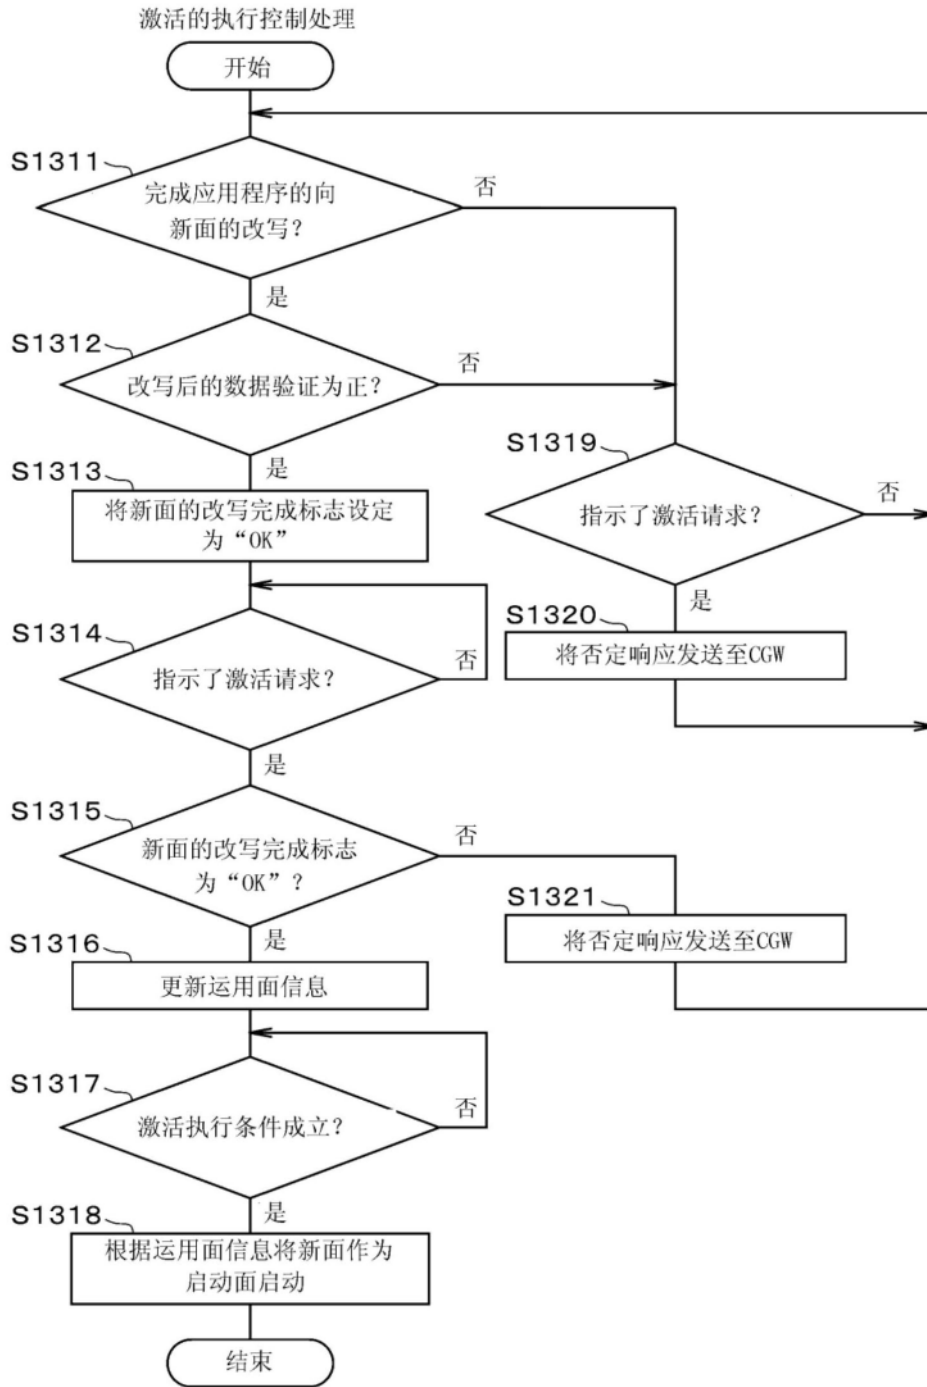 激活的执行控制处理
开始
S1311
完成应用程序的向
新面的改写？
否
是
S1312
改写后的数据验证为正？
否
是
S1313
将新面的改写完成标志设定
为“OK”
S1319
指示了激活请求？
否
是
S1320
将否定响应发送至CGW
S1314
指示了激活请求？
否
是
S1315
新面的改写完成标志
为“OK”？
否
是
S1321
将否定响应发送至CGW
S1316
更新运用面信息
S1317
激活执行条件成立？
否
是
S1318
根据运用面信息将新面作为
启动面启动
结束